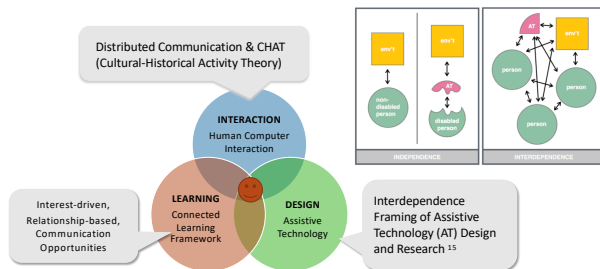 Distributed Communication & CHAT
(Cultural-Historical Activity Theory)
INTERACTION
Human Computer
Interaction
LEARNING
Connected
Learning
Framework
DESIGN
Assistive
Technology
Interest-driven,
Relationship-based,
Communication
Opportunities
Interdependence
Framing of Assistive
Technology (AT) Design
and Research 15
env't
non-
disabled
person
env't
AT
disabled
person
INDEPENDENCE
AT
env't
person
person
person
INTERDEPENDENCE